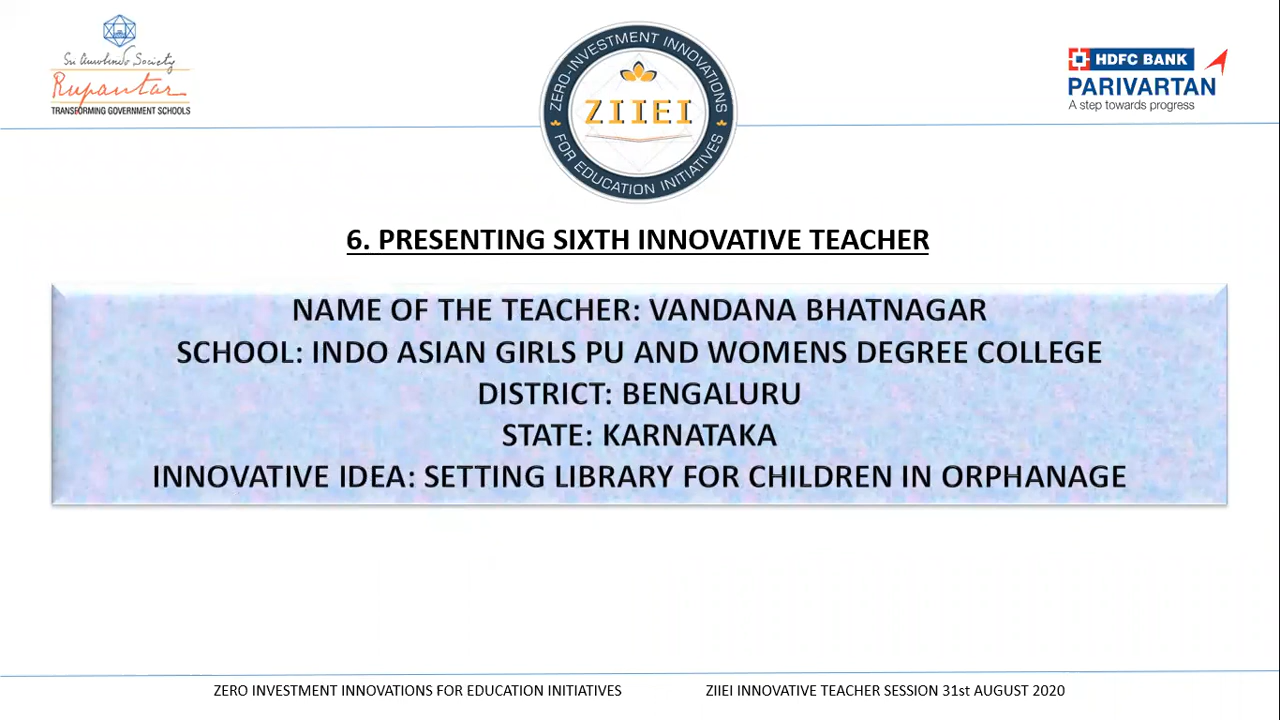 Sri Aurobindo Society
Rupantar
TRANSFORMING GOVERNMENT SCHOOLS
ZERO-INVESTMENT INNOVATIONS
ZIIEI
FOR EDUCATION INITIATIVES
HDFC BANK
PARIVARTAN
A step towards progress
6. PRESENTING SIXTH INNOVATIVE TEACHER
NAME OF THE TEACHER: VANDANA BHATNAGAR
SCHOOL: INDO ASIAN GIRLS PU AND WOMENS DEGREE COLLEGE
DISTRICT: BENGALURU
STATE: KARNATAKA
INNOVATIVE IDEA: SETTING LIBRARY FOR CHILDREN IN ORPHANAGE
ZERO INVESTMENT INNOVATIONS FOR EDUCATION INITIATIVES
ZIIEI INNOVATIVE TEACHER SESSION 31st AUGUST 2020